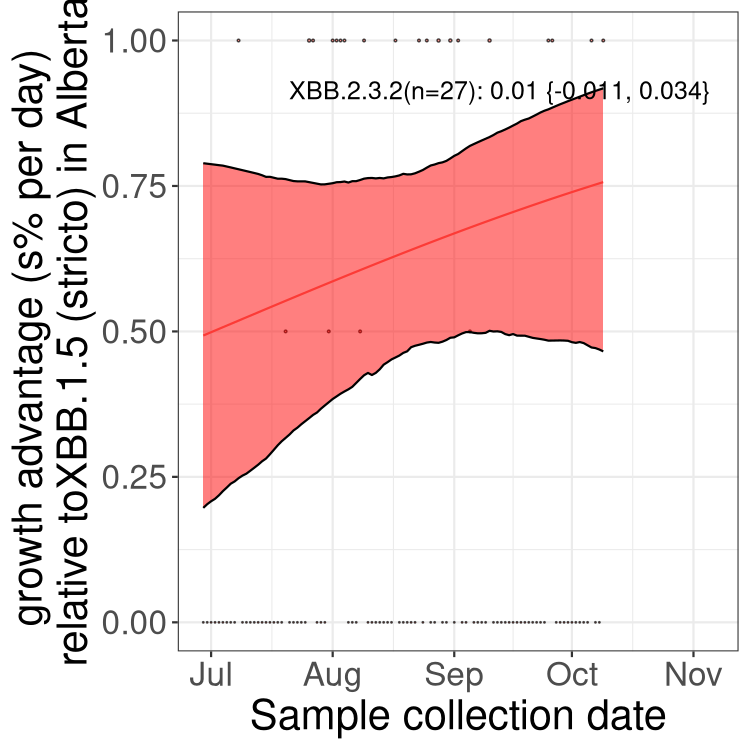 growth advantage (s% per day)
relative toXBB.1.5 (stricto) in Alberta
1.00
0.75
0.50
0.25
0.00
XBB.2.3.2(n=27): 0.01 {-0.011, 0.034}
Jul Aug Sep Oct Nov
Sample collection date